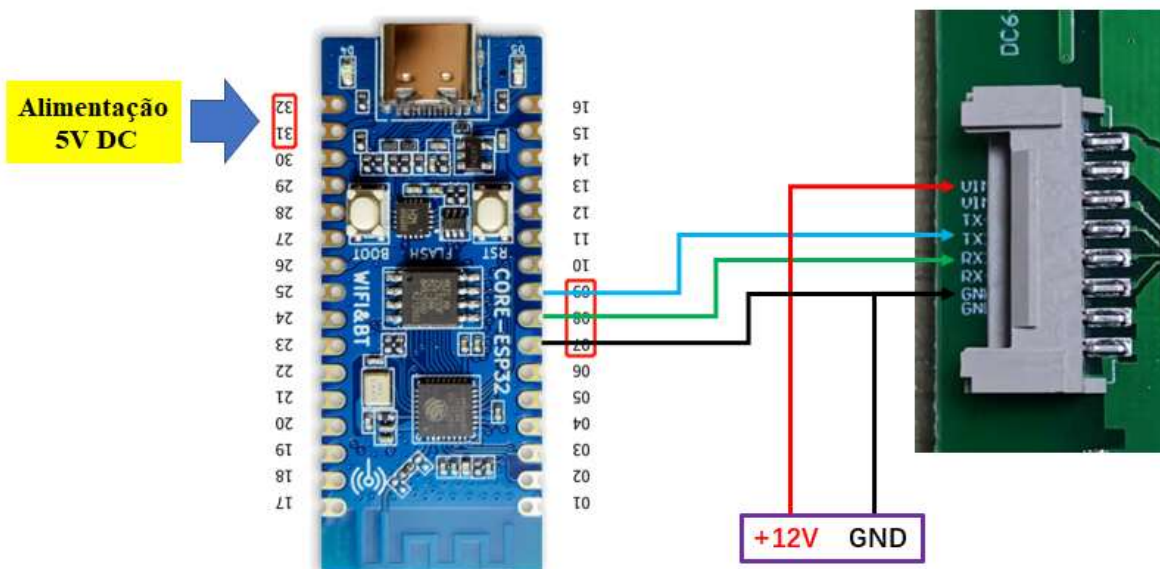 Alimentação
5V DC
D4
D5
32
31
30
29
28
27
26
25
24
23
22
21
20
19
18
17
BOOT
FLASH
RST
WIFI&BT
CORE-ESP32
16
15
14
13
12
11
10
09
08
07
06
05
04
03
02
01
DC6
VIN
VIN
TX
TX
RX
RX
GND
GND
+12V GND